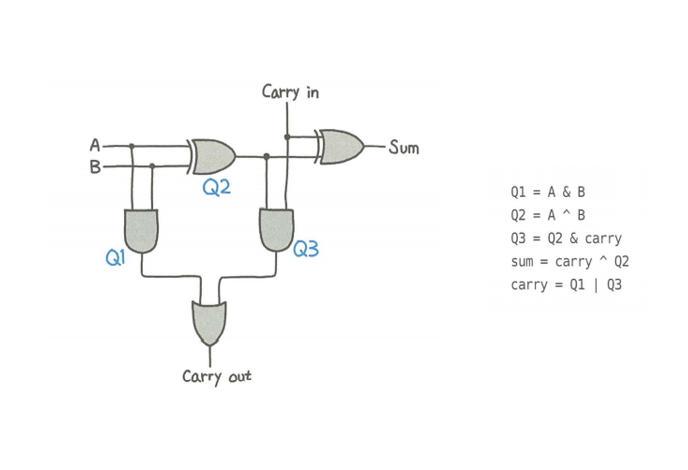 Carry in
A
B
Sum
Q2
Q1
Q3
Carry out
Q1 = A & B
Q2 = A ^ B
Q3 = Q2 & carry
sum = carry ^ Q2
carry = Q1 | Q3